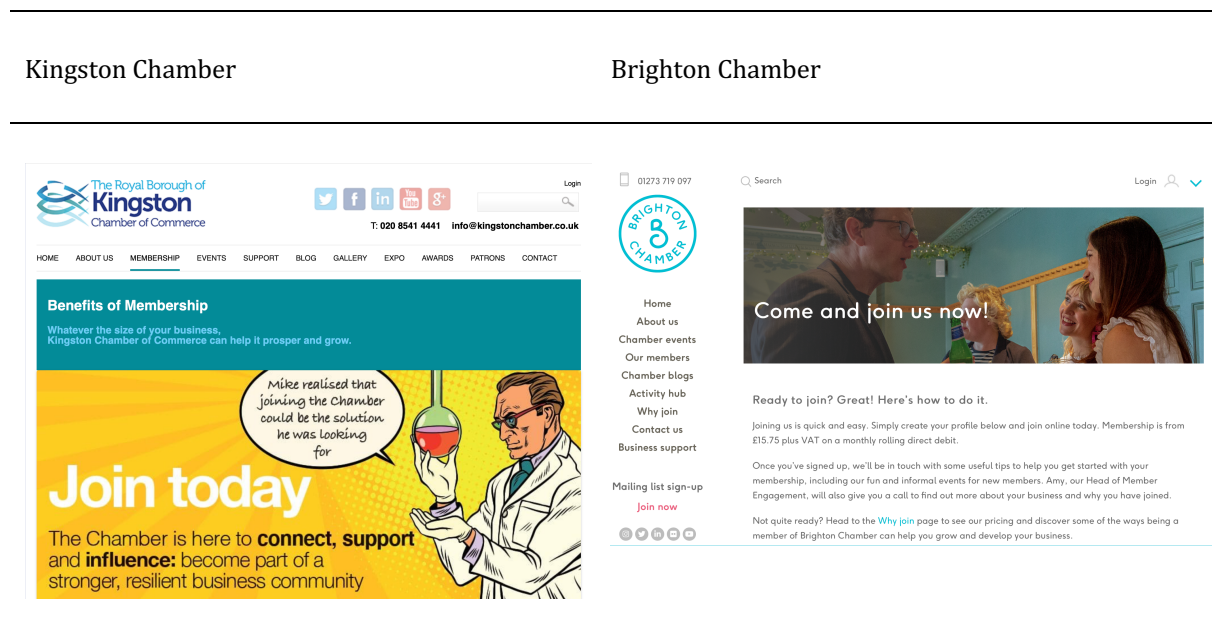 Kingston Chamber
Brighton Chamber
The Royal Borough of
Kingston
Chamber of Commerce
You
Tube
Login
T: 020 8541 4441 info@kingstonchamber.co.uk
HOME ABOUT US MEMBERSHIP EVENTS SUPPORT BLOG GALLERY EXPO AWARDS PATRONS CONTACT
Benefits of Membership
Whatever the size of your business,
Kingston Chamber of Commerce can help it prosper and grow.
Mike realised that
joining the Chamber
could be the solution
he was looking
for
Join today
The Chamber is here to connect, support
and influence: become part of a
stronger, resilient business community
01273 719 097
Search
Login
BRIGHTON
B
CHAMBER
Home
About us
Chamber events
Our members
Chamber blogs
Activity hub
Why join
Contact us
Business support
Mailing list sign-up
Join now
Come and join us now!
Ready to join? Great! Here's how to do it.
Joining us is quick and easy. Simply create your profile below and join online today. Membership is from
£15.75 plus VAT on a monthly rolling direct debit.
Once you've signed up, we'll be in touch with some useful tips to help you get started with your
membership, including our fun and informal events for new members. Amy, our Head of Member
Engagement, will also give you a call to find out more about your business and why you have joined.
Not quite ready? Head to the Why join page to see our pricing and discover some of the ways being a
member of Brighton Chamber can help you grow and develop your business.